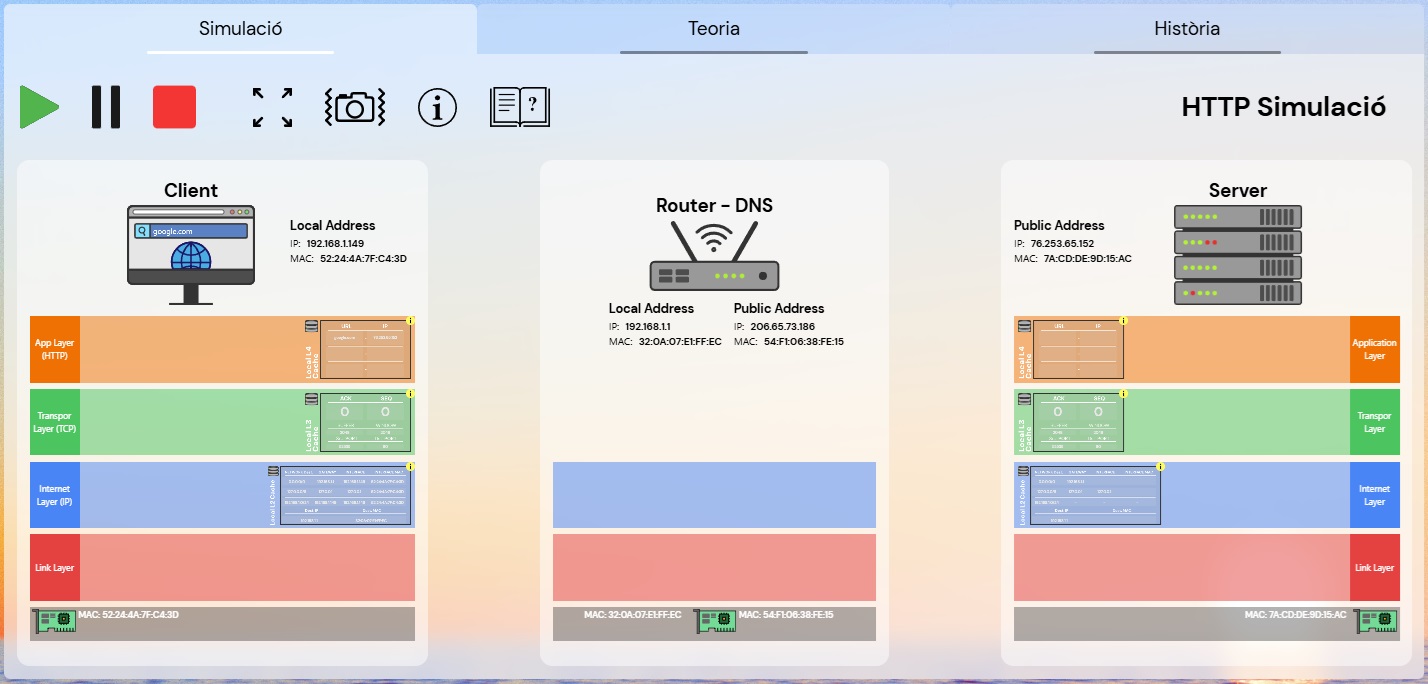 Simulació
Teoria
Història
HTTP Simulació
Client
google.com
Local Address
IP: 192.168.1.149
MAC: 52:24:4A:7F:C4:3D
App Layer
(HTTP)
Local L4
Cache
URL IP
Transpor
Layer (TCP)
Local L3
Cache
ACK SEQ
0 0
Internet
Layer (IP)
Local L2 Cache
Link Layer
MAC: 52:24:4A:7F:C4:3D
Router - DNS
Local Address
IP: 192.168.1.1
MAC: 32:0A:07:E1:FF:EC
Public Address
IP: 206.65.73.186
MAC: 54:F1:06:38:FE:15
MAC: 32:0A:07:E1:FF:EC
MAC: 54:F1:06:38:FE:15
Server
Public Address
IP: 76.253.65.152
MAC: 7A:CD:DE:9D:15:AC
Local L4
Cache
URL IP
Application
Layer
Local L3
Cache
ACK SEQ
0 0
Transpor
Layer
Local L2 Cache
Internet
Layer
Link Layer
MAC: 7A:CD:DE:9D:15:AC